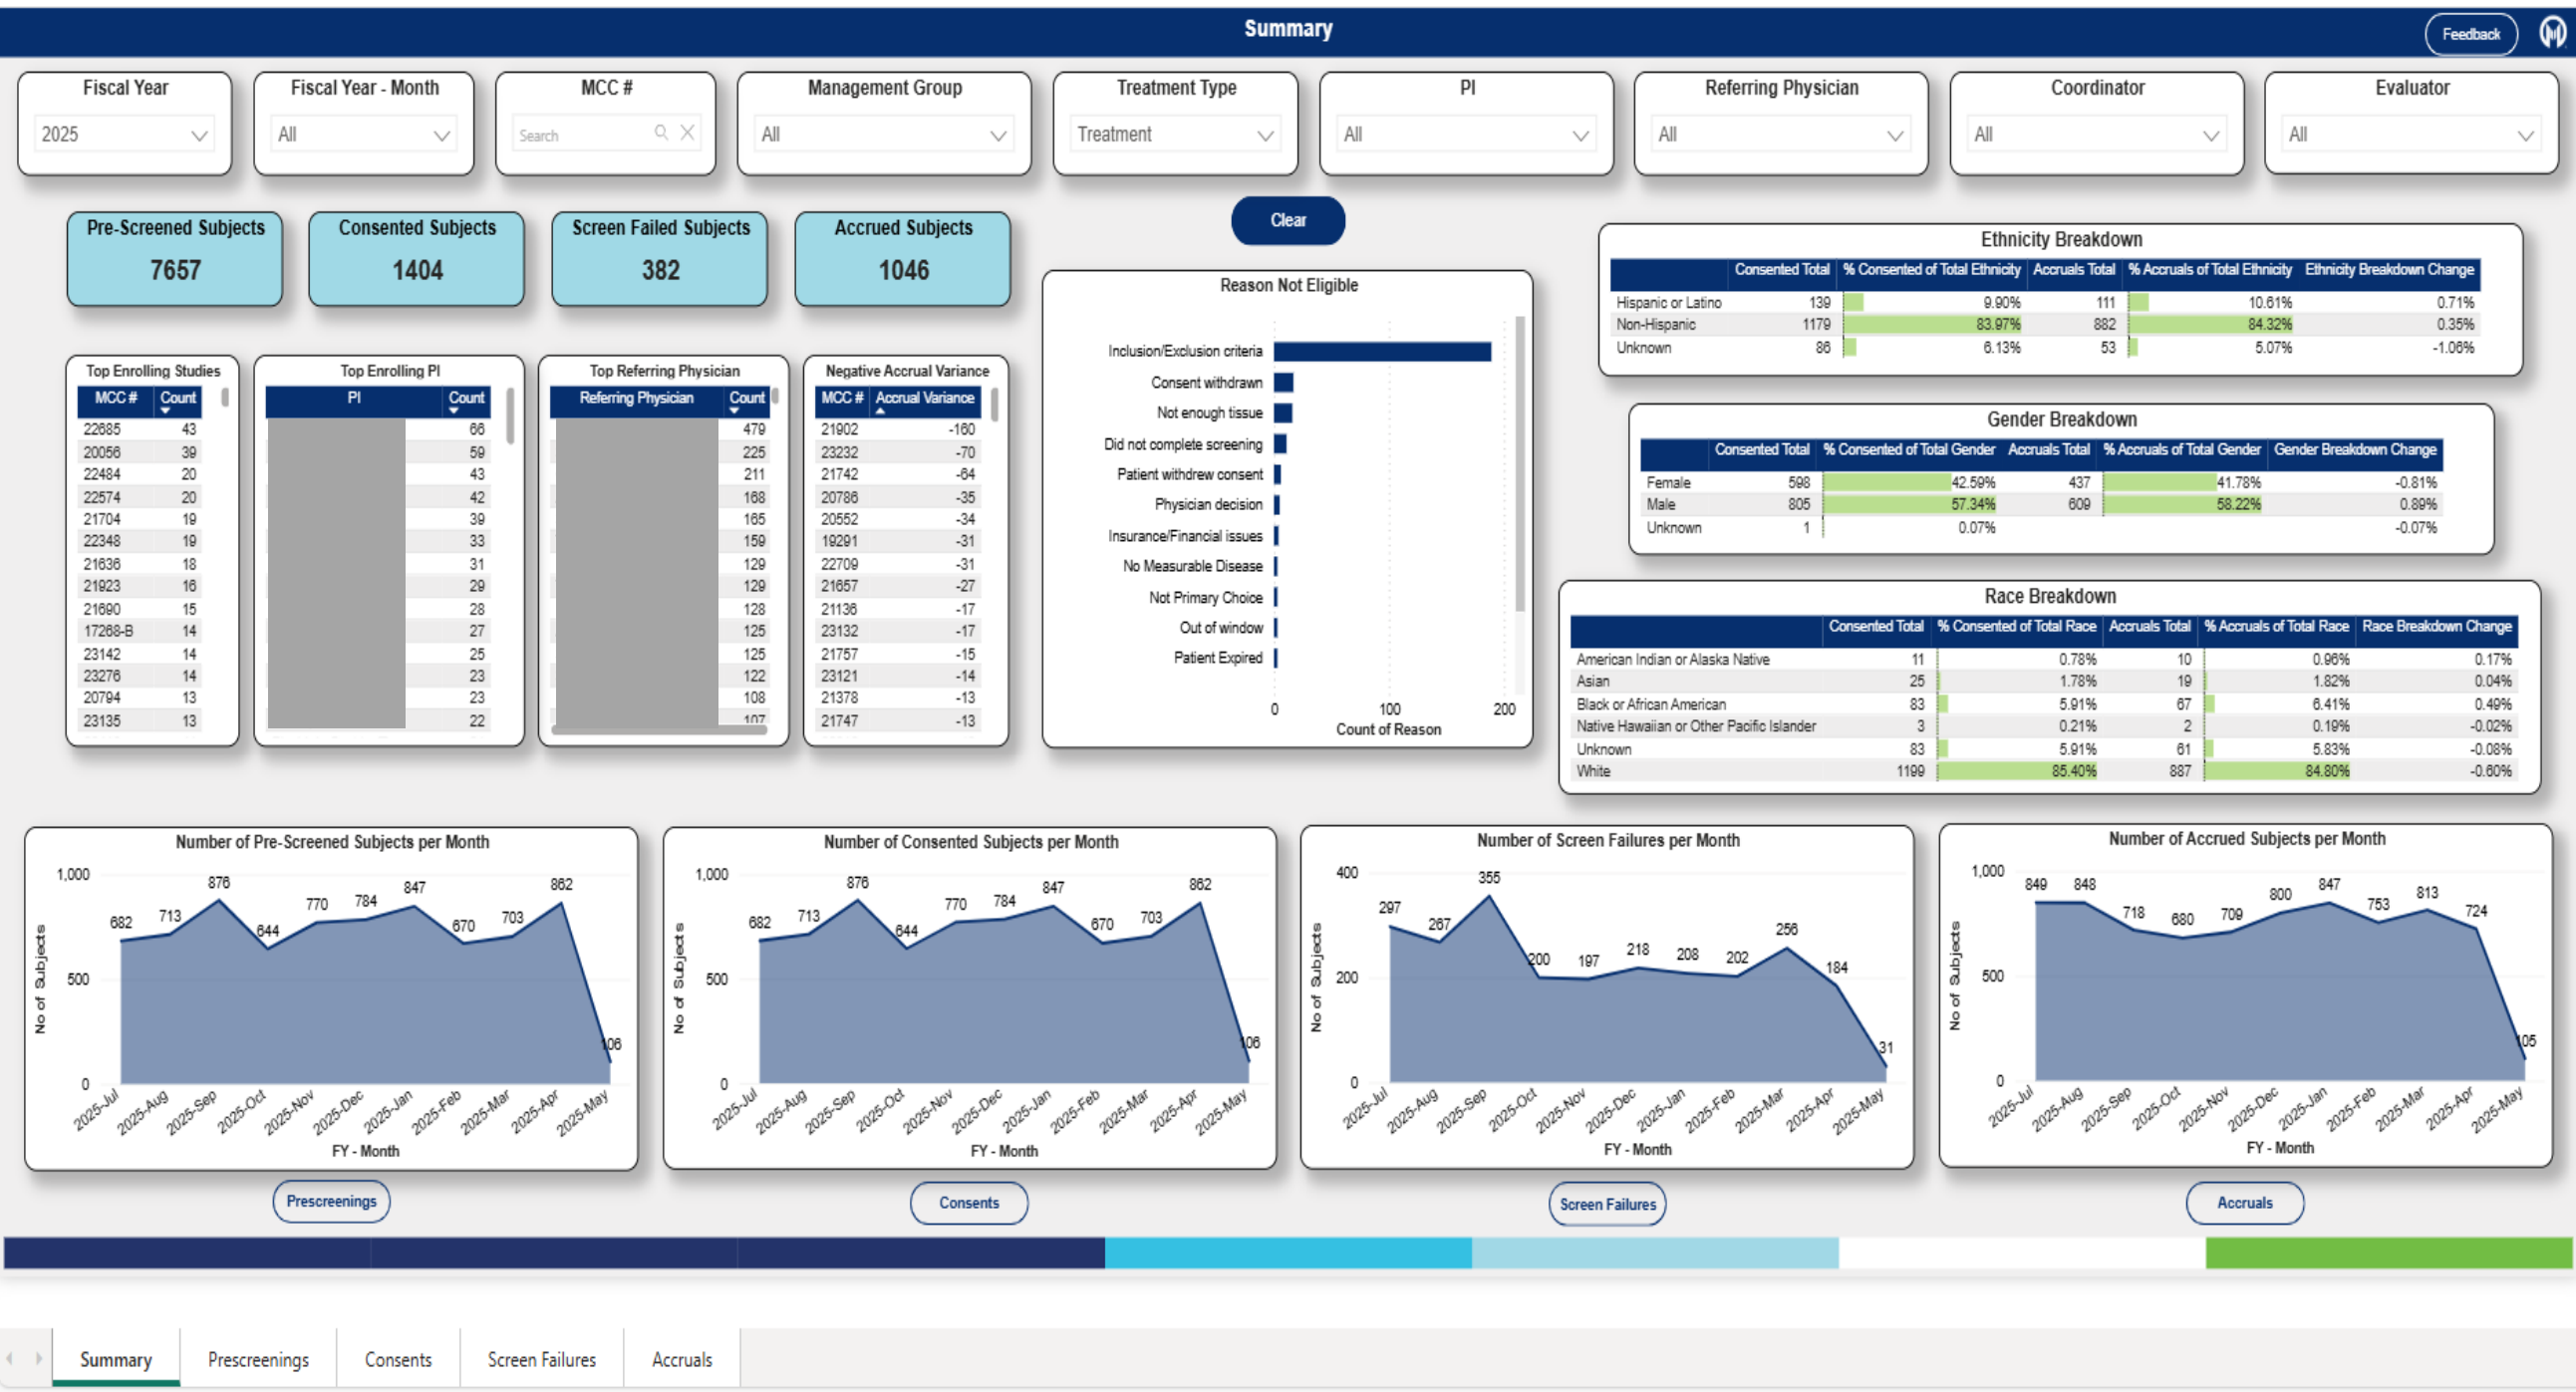 Summary
Feedback
Fiscal Year
2025
Fiscal Year - Month
All
MCC #
Search
Management Group
All
Treatment Type
Treatment
PI
All
Referring Physician
All
Coordinator
All
Evaluator
All
Pre-Screened Subjects
7657
Consented Subjects
1404
Screen Failed Subjects
382
Accrued Subjects
1046
Clear
Top Enrolling Studies
MCC # Count
22685 43
20056 39
22484 20
22574 20
21704 19
22348 19
21636 18
21923 16
21690 15
17268-B 14
23142 14
23276 14
20794 13
23135 13
Top Enrolling PI
PI Count
66
59
43
42
39
33
31
29
28
27
25
23
23
22
Top Referring Physician
Referring Physician Count
479
225
211
168
165
159
129
129
128
125
125
122
108
107
Negative Accrual Variance
MCC # Accrual Variance
21902 -160
23232 -70
21742 -64
20786 -35
20552 -34
19291 -31
22709 -31
21657 -27
21136 -17
23132 -17
21757 -15
23121 -14
21378 -13
21747 -13
Reason Not Eligible
Inclusion/Exclusion criteria
Consent withdrawn
Not enough tissue
Did not complete screening
Patient withdrew consent
Physician decision
Insurance/Financial issues
No Measurable Disease
Not Primary Choice
Out of window
Patient Expired
0 100 200
Count of Reason
Ethnicity Breakdown
Consented Total % Consented of Total Ethnicity Accruals Total % Accruals of Total Ethnicity Ethnicity Breakdown Change
Hispanic or Latino 139 9.90% 111 10.61% 0.71%
Non-Hispanic 1179 83.97% 882 84.32% 0.35%
Unknown 86 6.13% 53 5.07% -1.06%
Gender Breakdown
Consented Total % Consented of Total Gender Accruals Total % Accruals of Total Gender Gender Breakdown Change
Female 598 42.59% 437 41.78% -0.81%
Male 805 57.34% 609 58.22% 0.89%
Unknown 1 0.07% -0.07%
Race Breakdown
Consented Total % Consented of Total Race Accruals Total % Accruals of Total Race Race Breakdown Change
American Indian or Alaska Native 11 0.78% 10 0.96% 0.17%
Asian 25 1.78% 19 1.82% 0.04%
Black or African American 83 5.91% 67 6.41% 0.49%
Native Hawaiian or Other Pacific Islander 3 0.21% 2 0.19% -0.02%
Unknown 83 5.91% 61 5.83% -0.08%
White 1199 85.40% 887 84.80% -0.60%
Number of Pre-Screened Subjects per Month
No of Subjects
1,000
500
0
682 713 876 644 770 784 847 670 703 862 106
2025-Jul 2025-Aug 2025-Sep 2025-Oct 2025-Nov 2025-Dec 2025-Jan 2025-Feb 2025-Mar 2025-Apr 2025-May
FY - Month
Number of Consented Subjects per Month
No of Subjects
1,000
500
0
682 713 876 644 770 784 847 670 703 862 106
2025-Jul 2025-Aug 2025-Sep 2025-Oct 2025-Nov 2025-Dec 2025-Jan 2025-Feb 2025-Mar 2025-Apr 2025-May
FY - Month
Number of Screen Failures per Month
No of Subjects
400
200
0
297 267 355 200 197 218 208 202 256 184 31
2025-Jul 2025-Aug 2025-Sep 2025-Oct 2025-Nov 2025-Dec 2025-Jan 2025-Feb 2025-Mar 2025-Apr 2025-May
FY - Month
Number of Accrued Subjects per Month
No of Subjects
1,000
500
0
849 848 718 680 709 800 847 753 813 724 105
2025-Jul 2025-Aug 2025-Sep 2025-Oct 2025-Nov 2025-Dec 2025-Jan 2025-Feb 2025-Mar 2025-Apr 2025-May
FY - Month
Prescreenings
Consents
Screen Failures
Accruals
Summary Prescreenings Consents Screen Failures Accruals